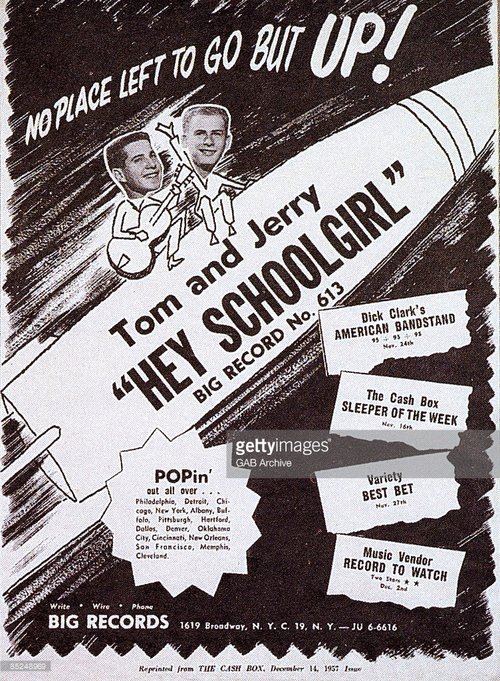 NO PLACE LEFT TO GO BUT UP!
Tom and Jerry
"HEY SCHOOLGIRL"
BIG RECORD No. 613
Dick Clark's
AMERICAN BANDSTAND
95 ÷ 95 ÷ 95
Nov. 24th
The Cash Box
SLEEPER OF THE WEEK
Nov. 16th
gettyimages®
GAB Archive
Variety
BEST BET
Nov. 27th
Music Vendor
RECORD TO WATCH
Two Stars ★★
Dec. 2nd
POPin'
out all over . . .
Philadelphia, Detroit, Chi-
cago, New York, Albany, Buf-
falo, Pittsburgh, Hartford,
Dallas, Denver, Oklahoma
City, Cincinnati, New Orleans,
San Francisco, Memphis,
Cleveland.
Write • Wire • Phone
BIG RECORDS 1619 Broadway, N. Y. C. 19, N. Y. — JU 6-6616
Reprinted from THE CASH BOX, December 14, 1957 Issue
85248969